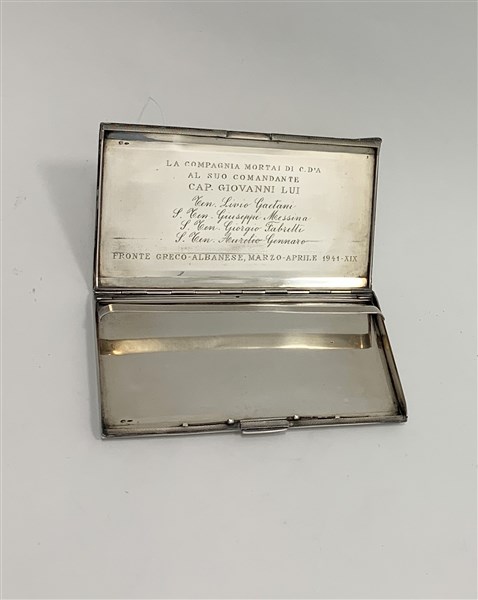 LA COMPAGNIA MORTAI DI C.D'A
AL SUO COMANDANTE
CAP. GIOVANNI LUI
Ten. Livio Gaetani
S. Ten. Giuseppe Messina
S. Ten. Giorgio Fabretti
S. Ten. Aurelio Gennaro
FRONTE GRECO-ALBANESE, MARZO-APRILE 1941-XIX